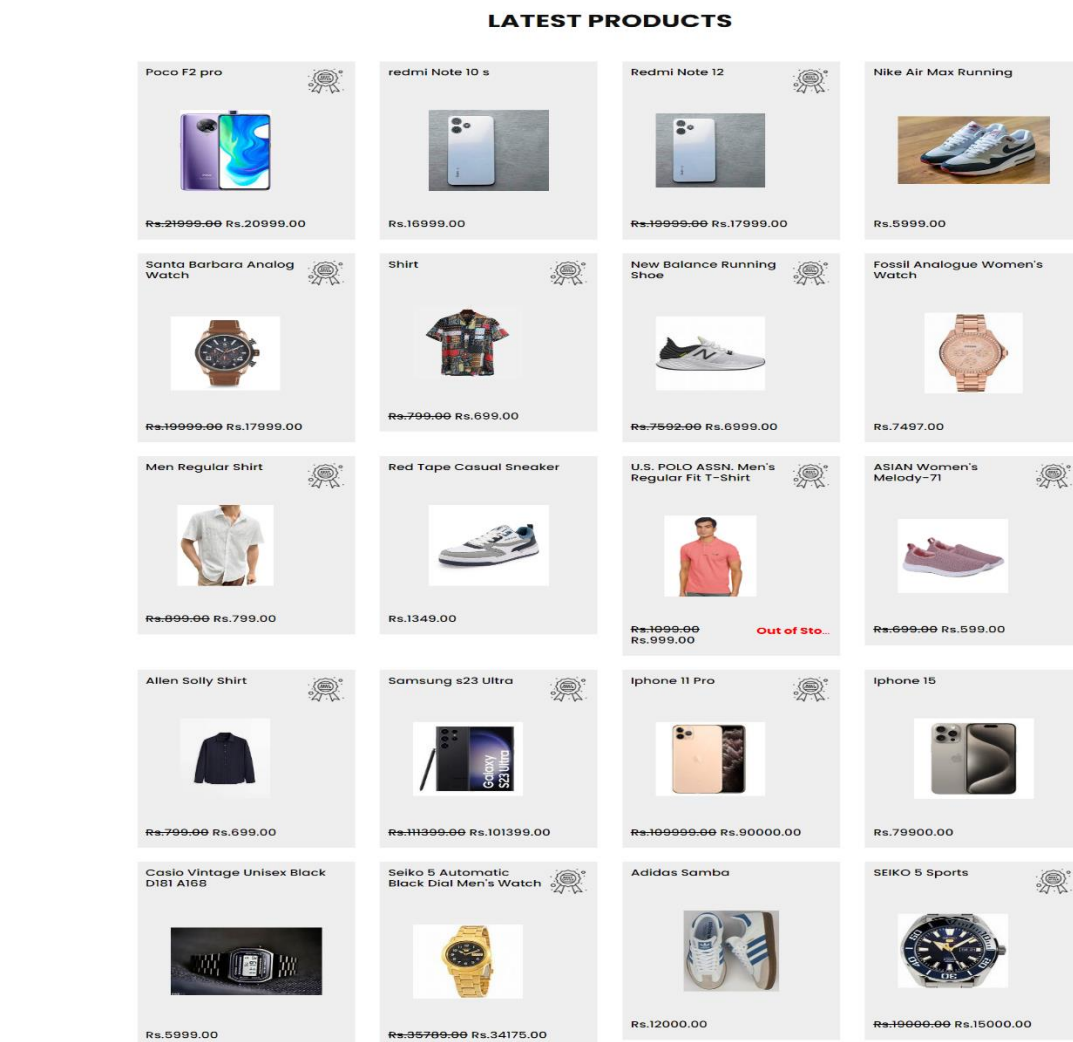 LATEST PRODUCTS
Poco F2 pro
Rs.21999.00 Rs.20999.00
redmi Note 10 s
Rs.16999.00
Redmi Note 12
Rs.19999.00 Rs.17999.00
Nike Air Max Running
Rs.5999.00
Santa Barbara Analog
Watch
Rs.19999.00 Rs.17999.00
Shirt
Rs.799.00 Rs.699.00
New Balance Running
Shoe
Rs.7592.00 Rs.6999.00
Fossil Analogue Women's
Watch
Rs.7497.00
Men Regular Shirt
Rs.899.00 Rs.799.00
Red Tape Casual Sneaker
Rs.1349.00
U.S. POLO ASSN. Men's
Regular Fit T-Shirt
Rs.1099.00
Rs.999.00
Out of Sto...
ASIAN Women's
Melody-71
Rs.699.00 Rs.599.00
Allen Solly Shirt
Rs.799.00 Rs.699.00
Samsung s23 Ultra
Galaxy
S23 Ultra
Rs.111399.00 Rs.101399.00
Iphone 11 Pro
Rs.109999.00 Rs.90000.00
Iphone 15
Rs.79900.00
Casio Vintage Unisex Black
D181 A168
Rs.5999.00
Seiko 5 Automatic
Black Dial Men's Watch
Rs.35789.00 Rs.34175.00
Adidas Samba
Rs.12000.00
SEIKO 5 Sports
Rs.19000.00 Rs.15000.00